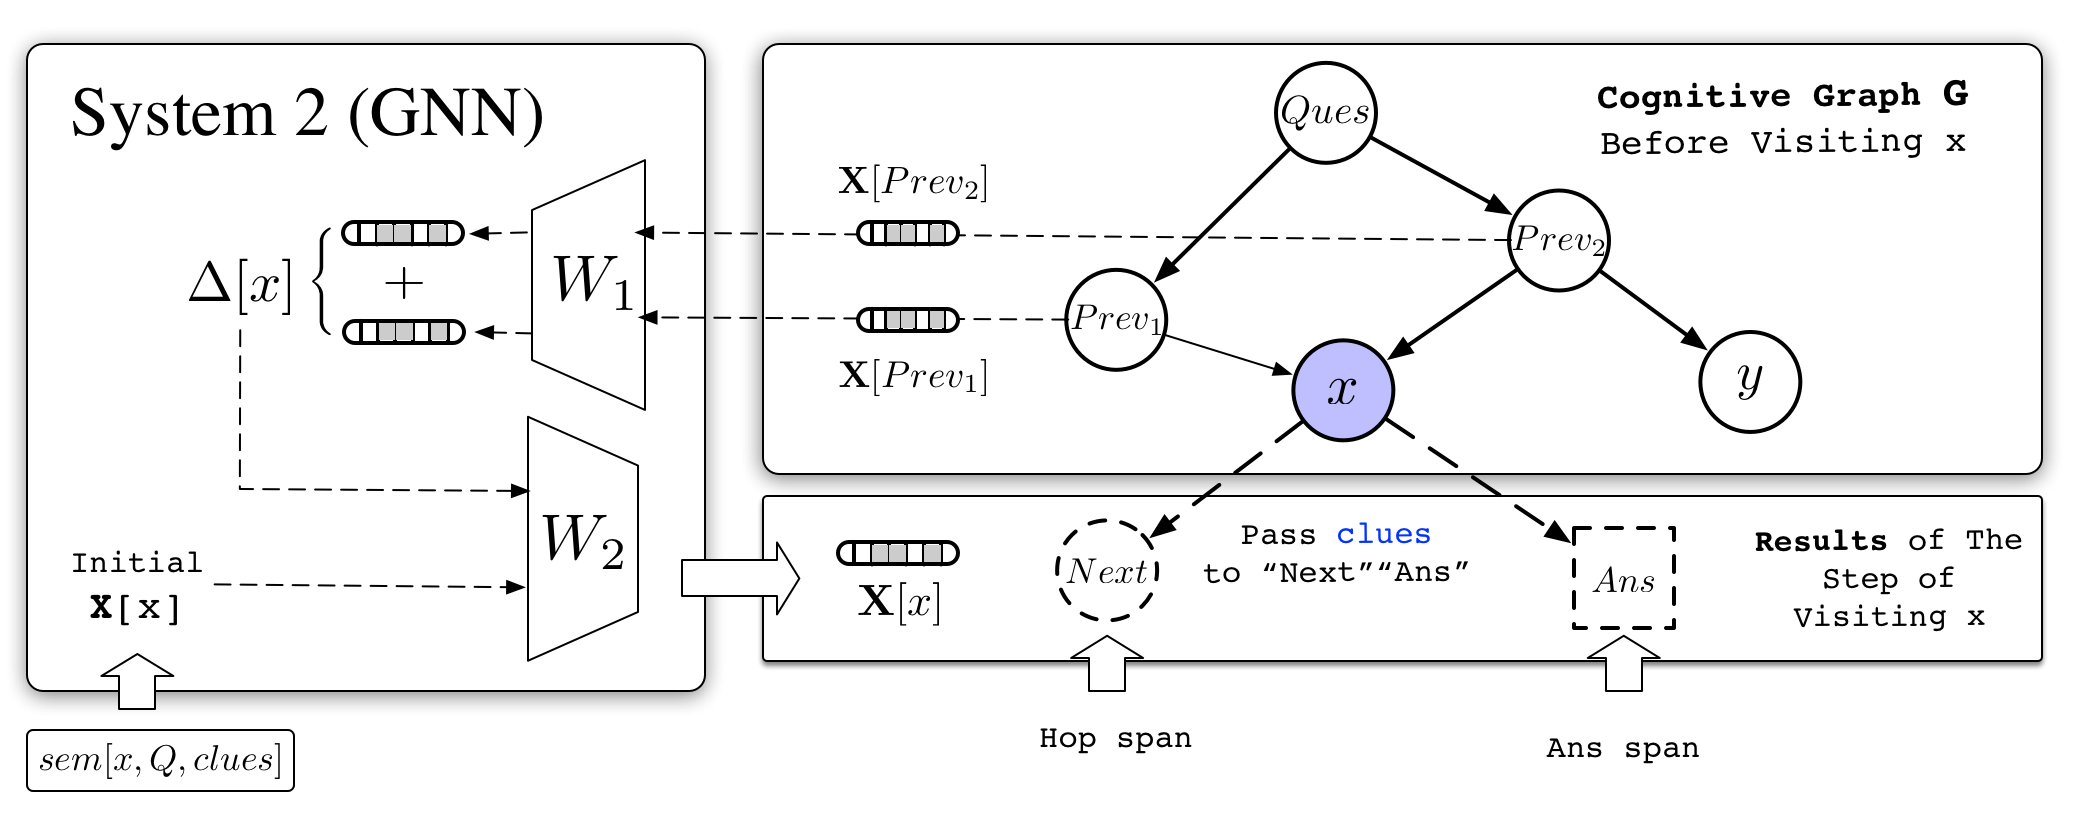 System 2 (GNN)
Δ[x]
+
W₁
W₂
Initial
X[x]
sem[x, Q, clues]
Cognitive Graph G
Before Visiting x
X[Prev₂]
X[Prev₁]
Ques
Prev₂
Prev₁
x
y
X[x]
Next
Pass clues
to “Next”“Ans”
Ans
Results of The
Step of
Visiting x
Hop span
Ans span